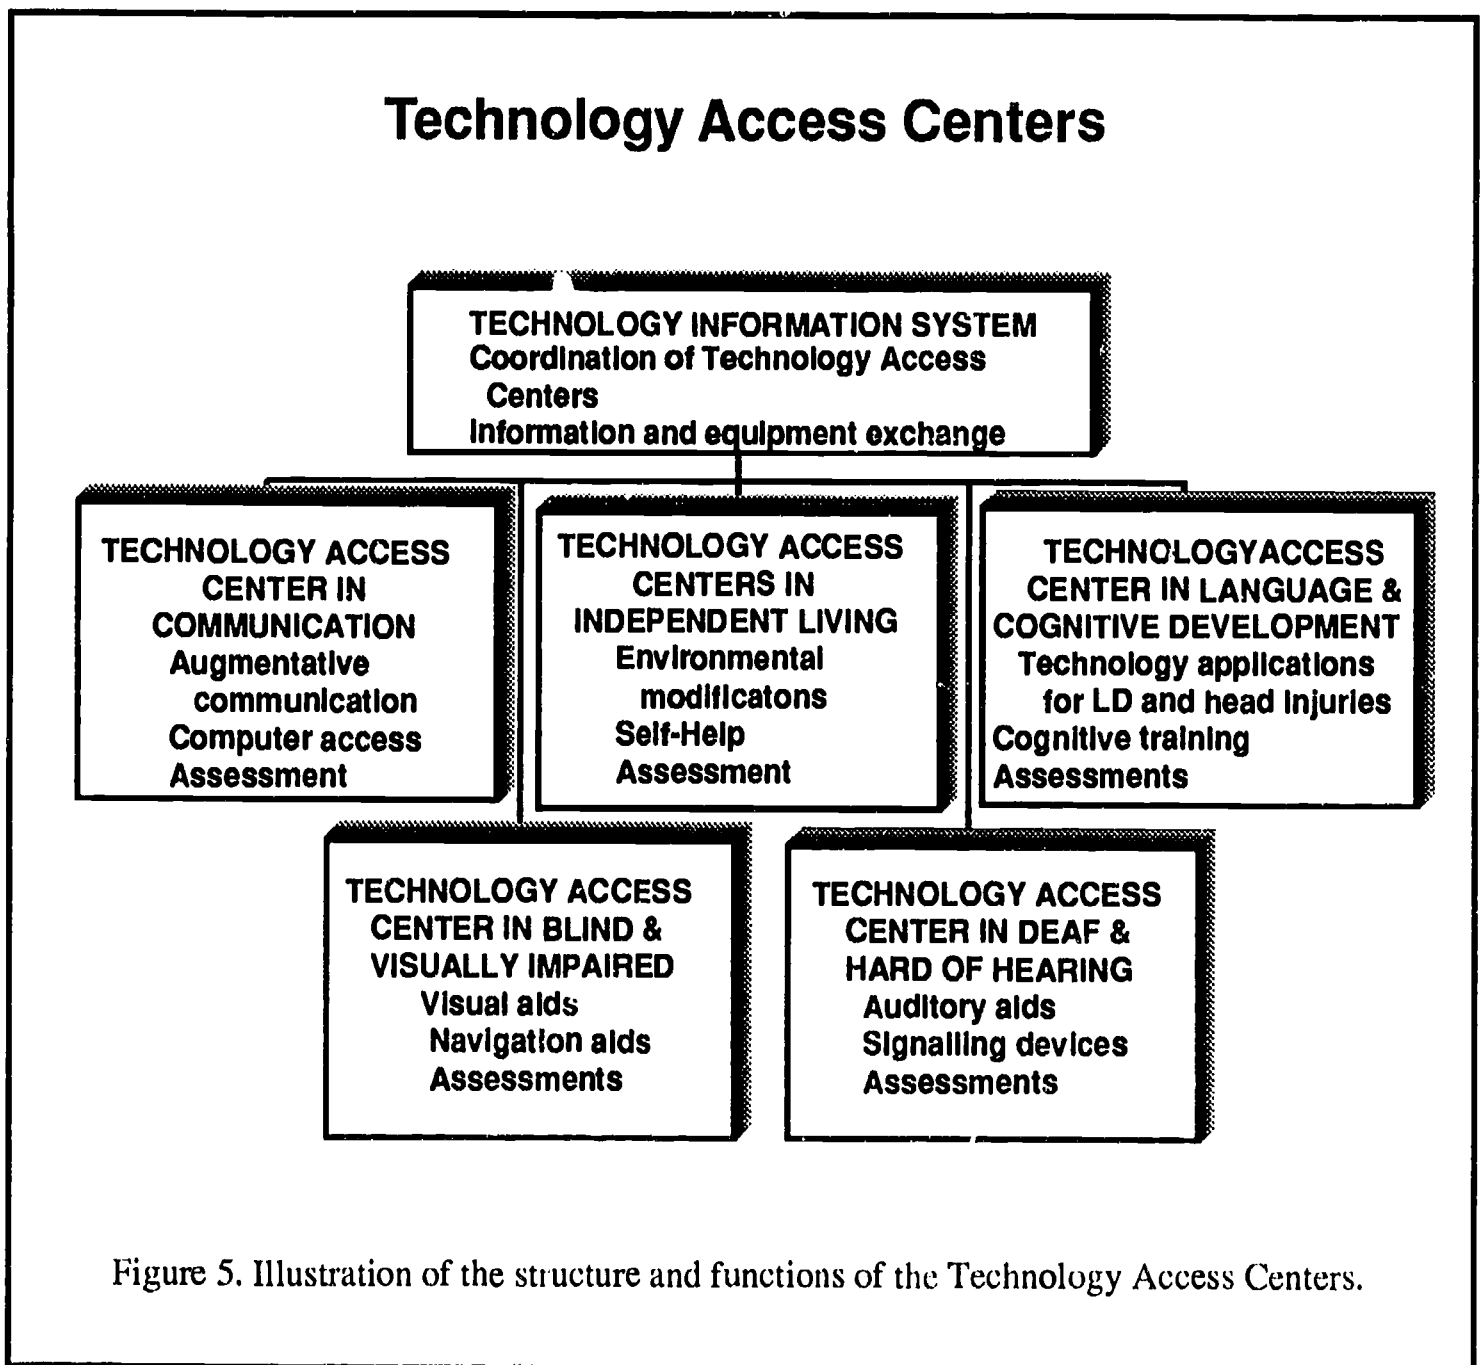 Technology Access Centers
TECHNOLOGY INFORMATION SYSTEM
Coordination of Technology Access
Centers
Information and equipment exchange
TECHNOLOGY ACCESS
CENTER IN
COMMUNICATION
Augmentative
communication
Computer access
Assessment
TECHNOLOGY ACCESS
CENTERS IN
INDEPENDENT LIVING
Environmental
modificatons
Self-Help
Assessment
TECHNOLOGY ACCESS
CENTER IN LANGUAGE &
COGNITIVE DEVELOPMENT
Technology applications
for LD and head injuries
Cognitive training
Assessments
TECHNOLOGY ACCESS
CENTER IN BLIND &
VISUALLY IMPAIRED
Visual aids
Navigation aids
Assessments
TECHNOLOGY ACCESS
CENTER IN DEAF &
HARD OF HEARING
Auditory aids
Signalling devices
Assessments
Figure 5. Illustration of the structure and functions of the Technology Access Centers.